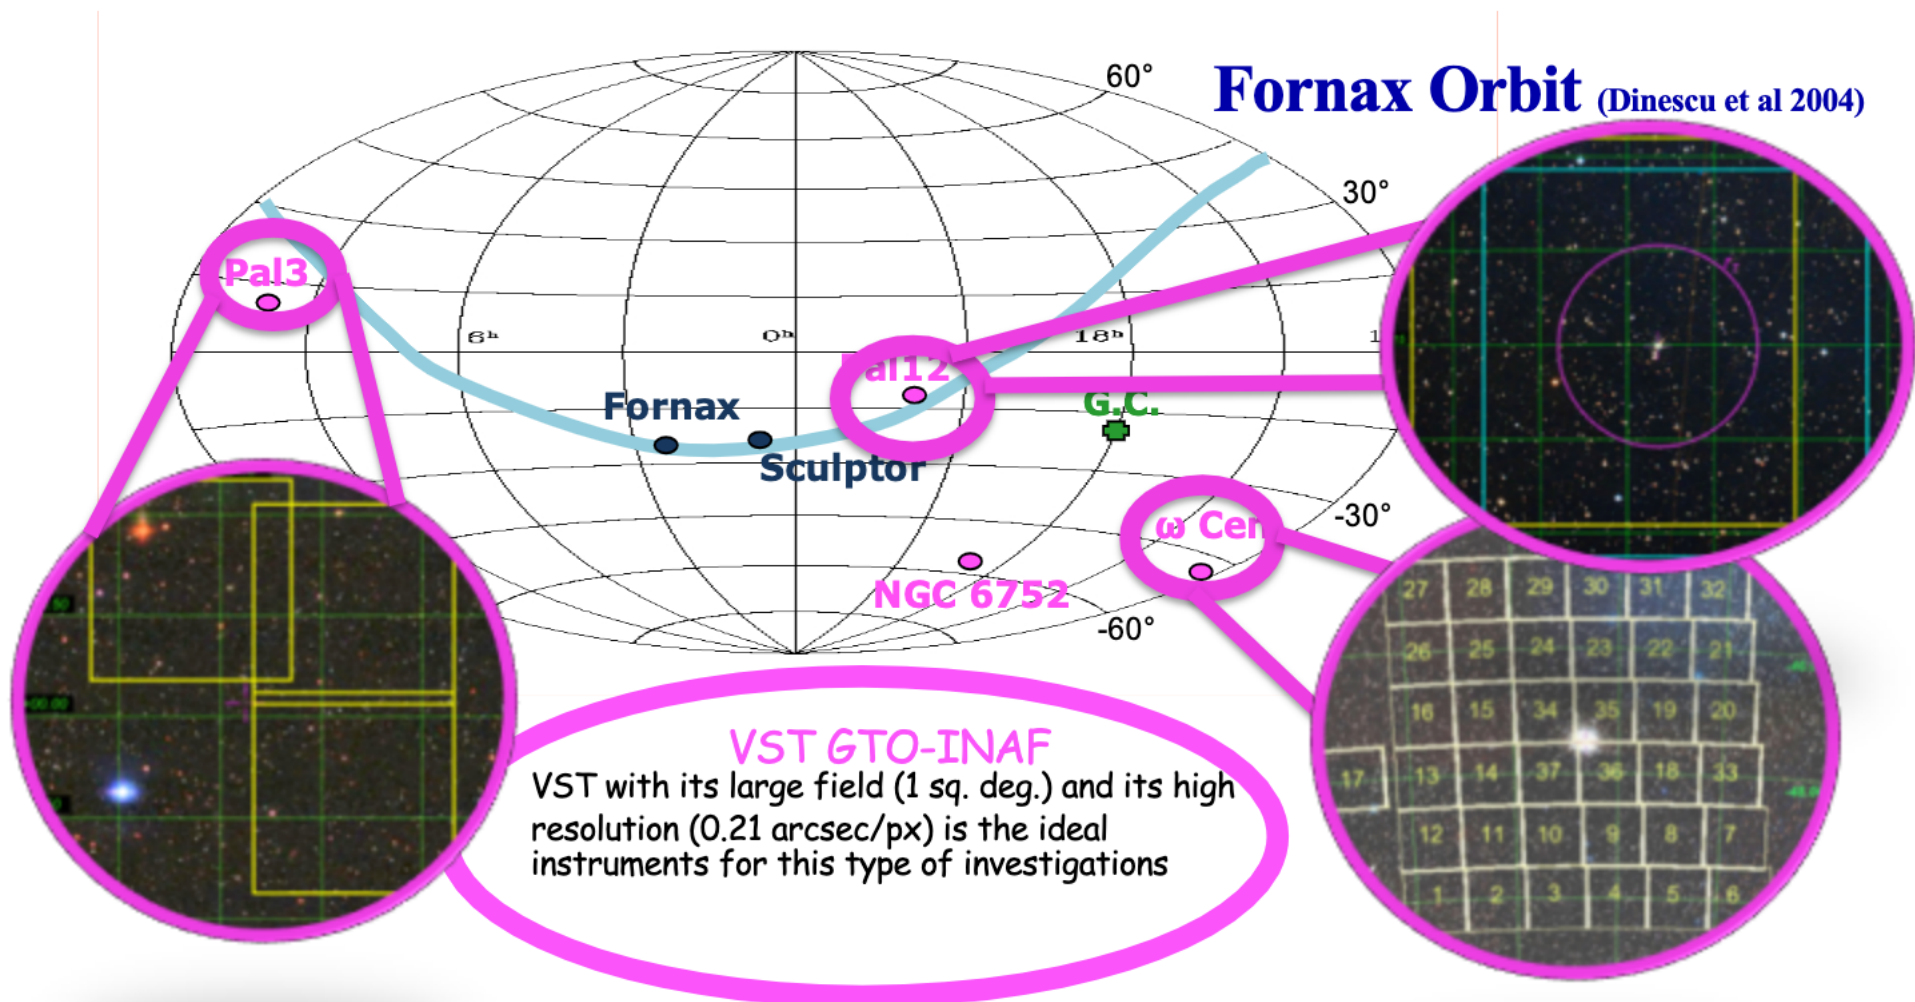 Fornax Orbit (Dinescu et al 2004)
60°
30°
Pal3
6ʰ
0ʰ
18ʰ
1
al12
Fornax
G.C.
Sculptor
-30°
ω Cen
NGC 6752
-60°
27 28 29 30 31 32
26 25 24 23 22 21
16 15 34 35 19 20
17 13 14 37 36 18 33
12 11 10 9 8 7
1 2 3 4 5 6
VST GTO-INAF
VST with its large field (1 sq. deg.) and its high
resolution (0.21 arcsec/px) is the ideal
instruments for this type of investigations